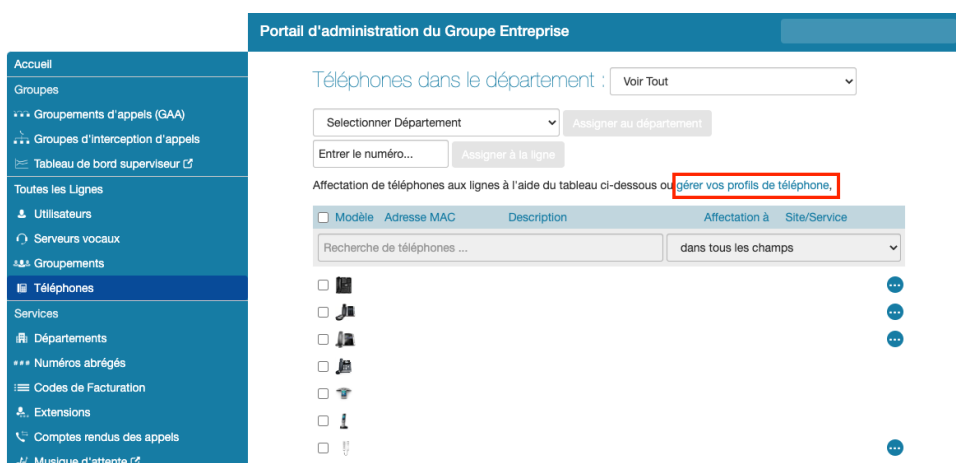 Portail d'administration du Groupe Entreprise
Accueil
Groupes
Groupements d'appels (GAA)
Groupes d'interception d'appels
Tableau de bord superviseur
Toutes les Lignes
Utilisateurs
Serveurs vocaux
Groupements
Téléphones
Services
Départements
Numéros abrégés
Codes de Facturation
Extensions
Comptes rendus des appels
Musique d'attente
Téléphones dans le département : Voir Tout
Selectionner Département Assigner au département
Entrer le numéro... Assigner à la ligne
Affectation de téléphones aux lignes à l'aide du tableau ci-dessous ou gérer vos profils de téléphone,
Modèle Adresse MAC Description Affectation à Site/Service
Recherche de téléphones ... dans tous les champs